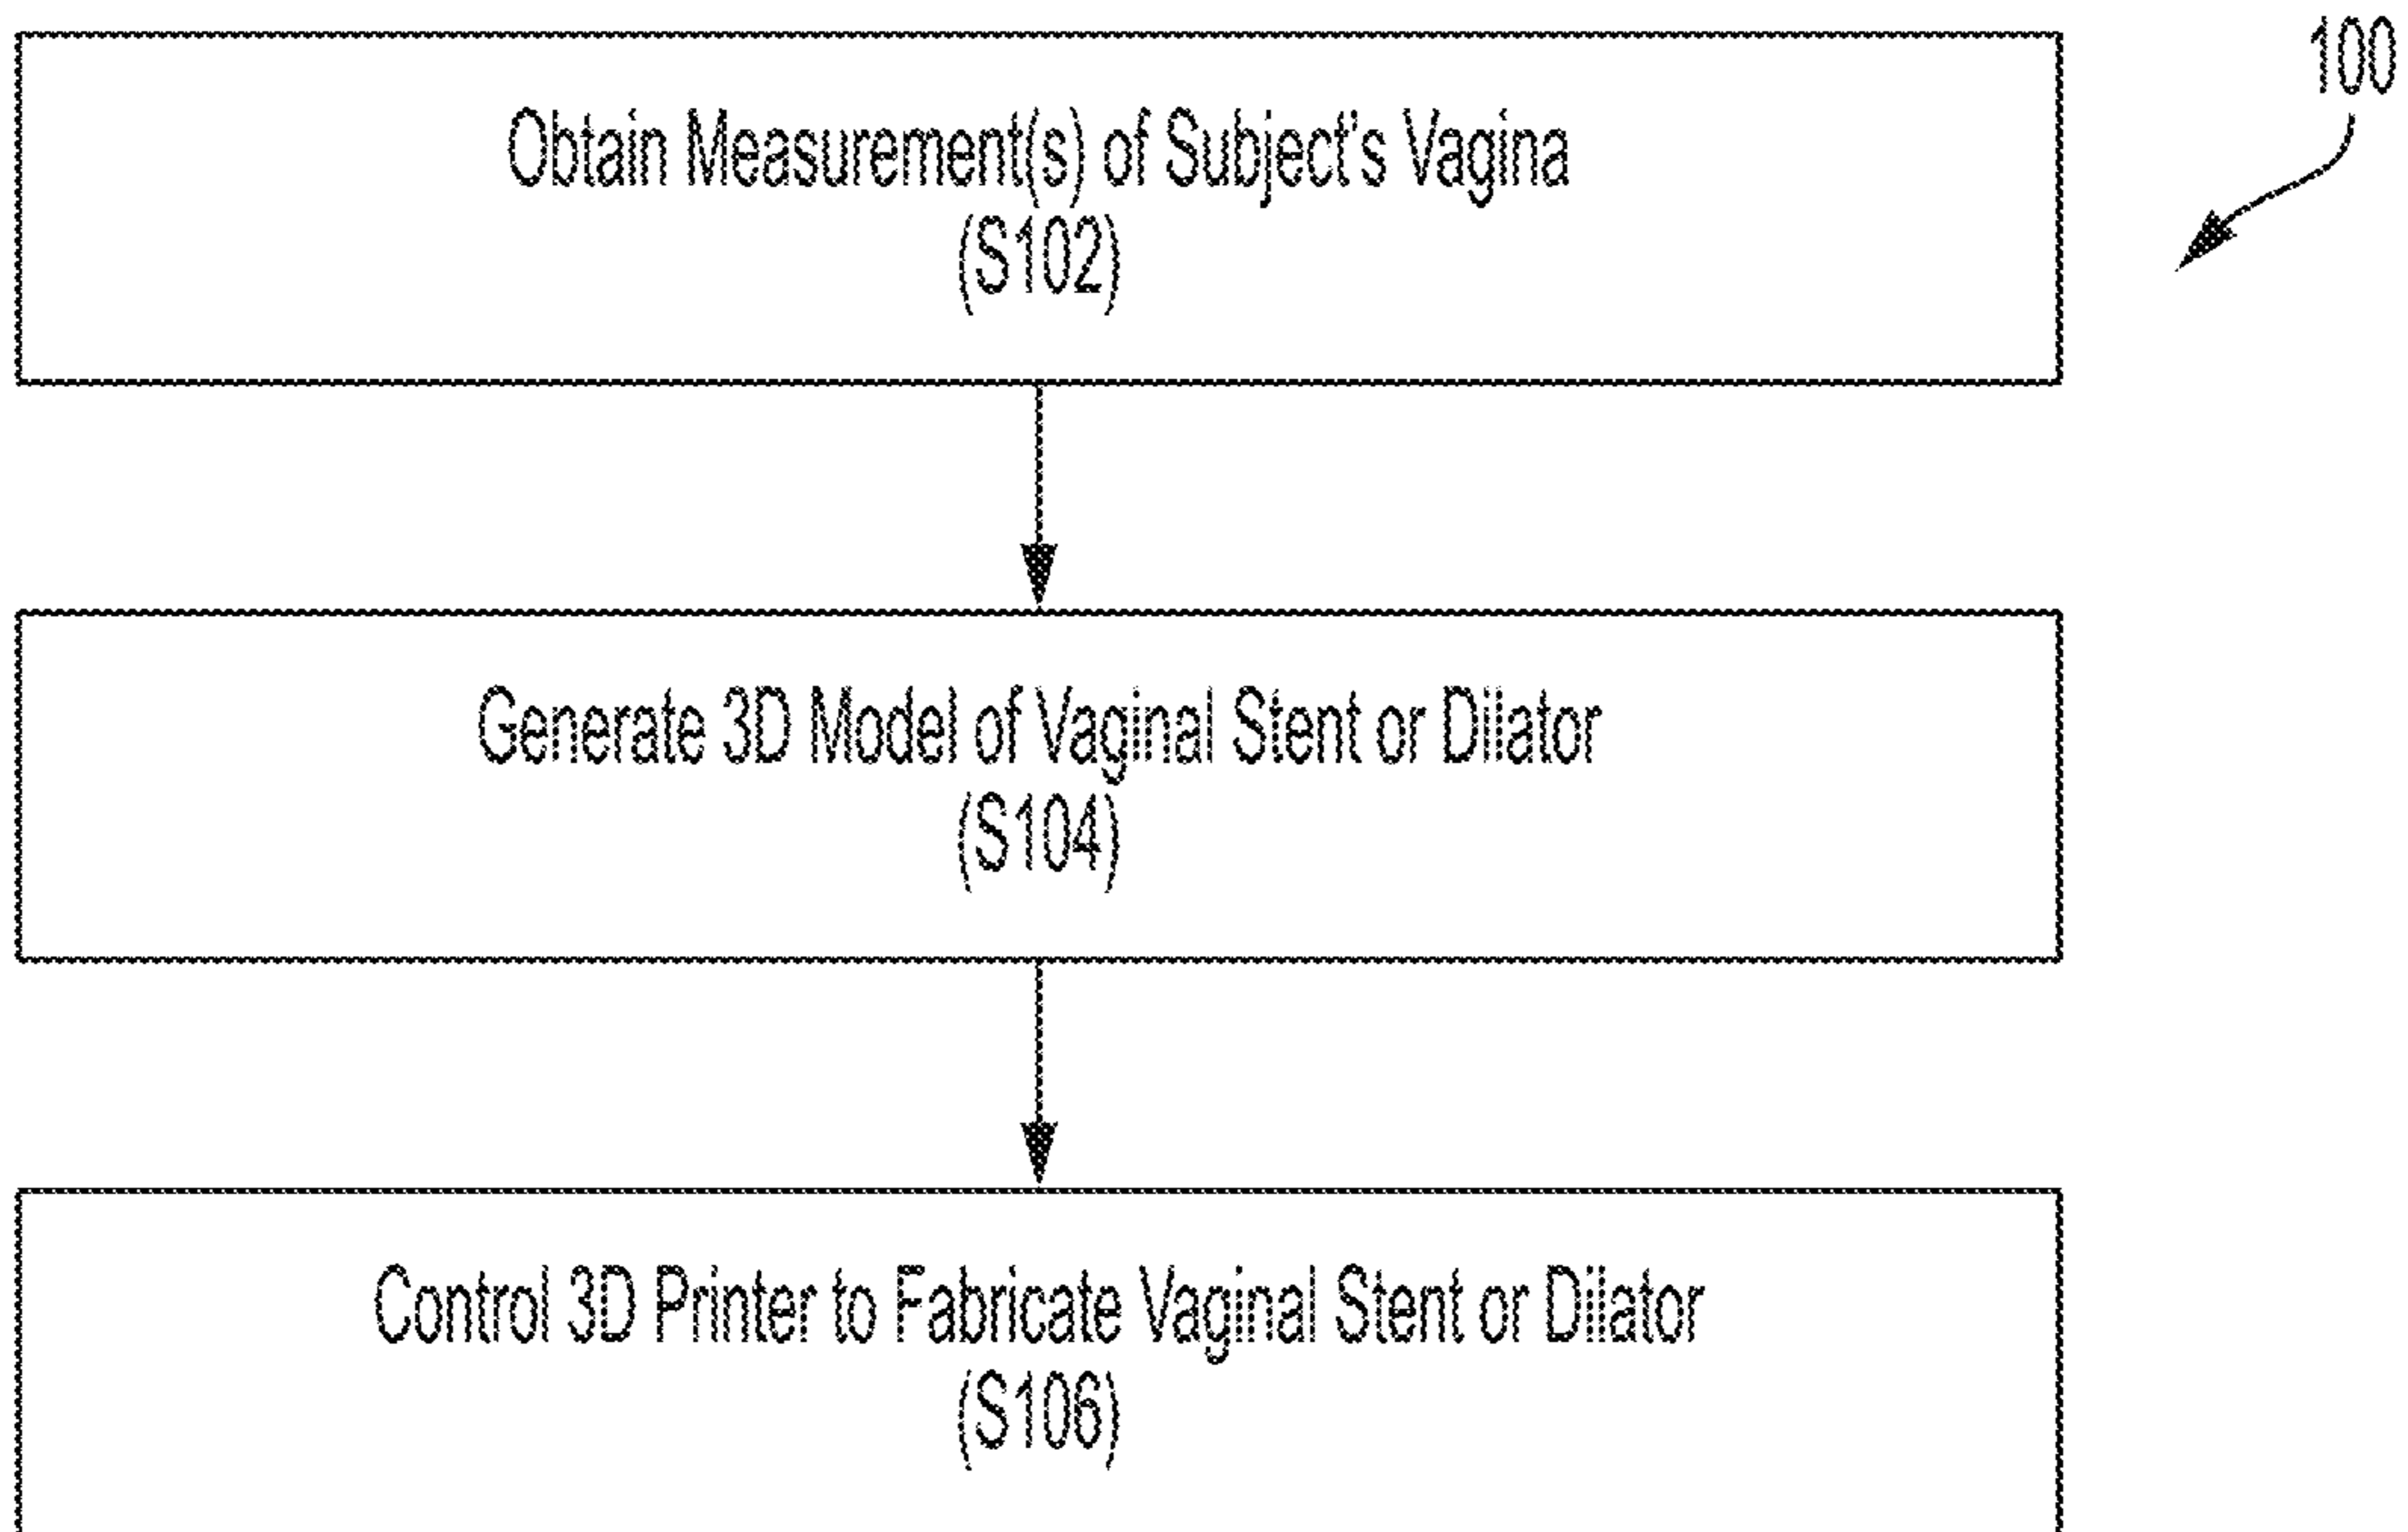 100
Obtain Measurement(s) of Subject's Vagina
(S102)
Generate 3D Model of Vaginal Stent or Dilator
(S104)
Control 3D Printer to Fabricate Vaginal Stent or Dilator
(S106)